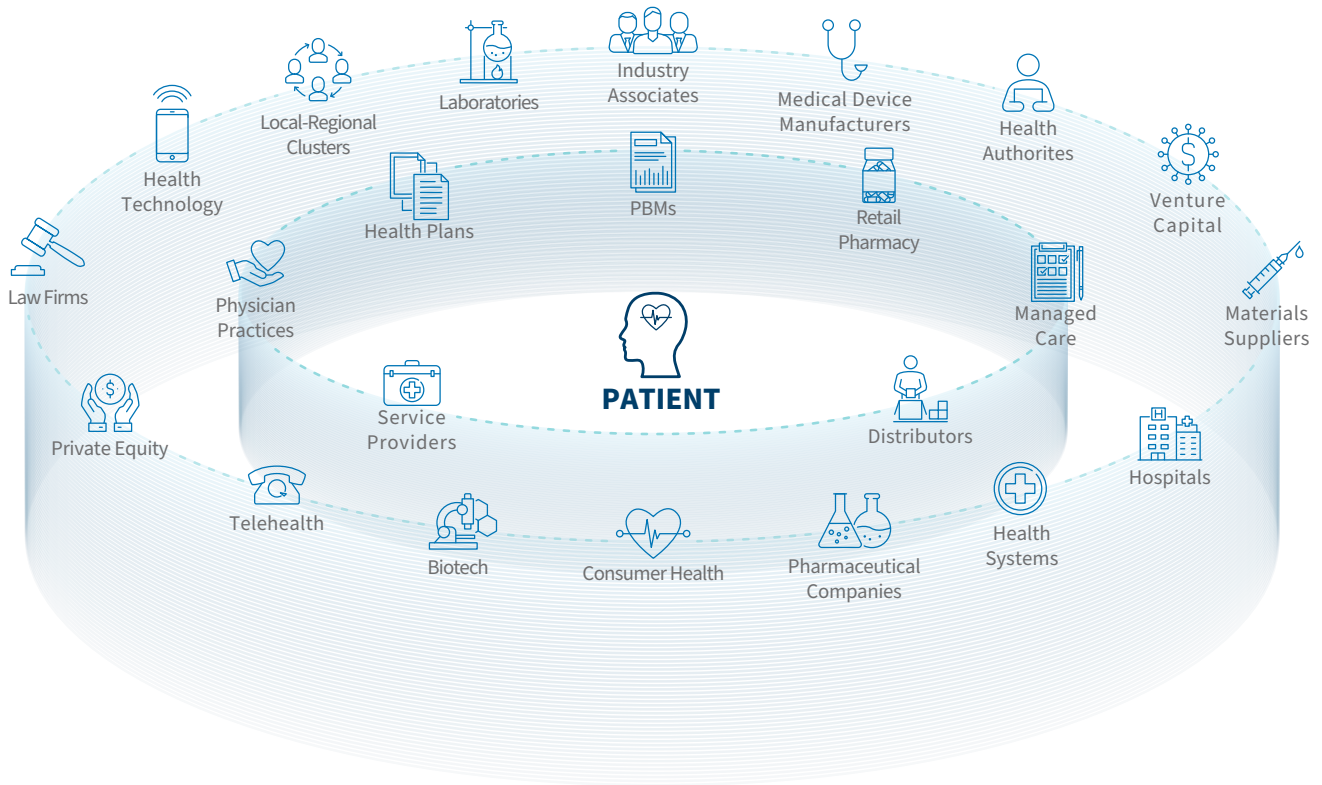 Industry
Associates
Laboratories
Medical Device
Manufacturers
Local-Regional
Clusters
Health
Authorites
Health
Technology
Venture
Capital
PBMs
Retail
Pharmacy
Health Plans
Law Firms
Physician
Practices
Managed
Care
Materials
Suppliers
PATIENT
Service
Providers
Distributors
Private Equity
Hospitals
Telehealth
Health
Systems
Biotech
Consumer Health
Pharmaceutical
Companies
H
$
$